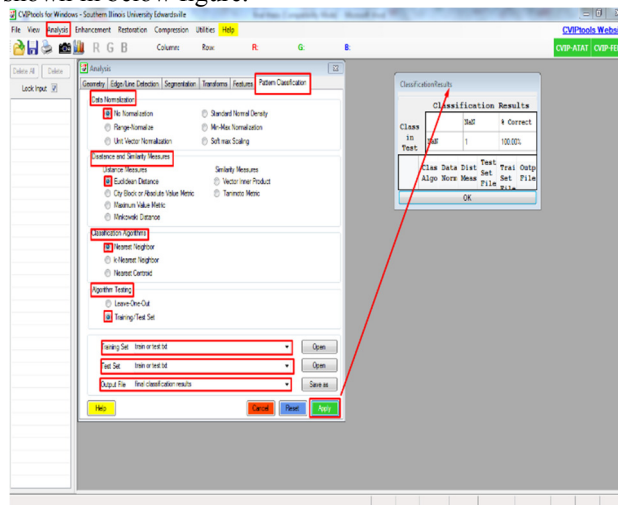 shown in below figure.
CVIPtools for Windows - Southern Illinois University Edwardsville
File View Analysis Enhancement Restoration Compression Utilities Help
CVIPtools Websi
R G B Column: Row: R: G: B:
CVIP-ATAT CVIP-FE
Delete All Delete
Lock Input
Analysis
Geometry Edge/Line Detection Segmentation Transforms Features Pattern Classification
Data Normalization
No Normalization Standard Normal Density
Range-Normalize Min-Max Normalization
Unit Vector Normalization Softmax Scaling
Disstance and Similarity Measures
Distance Measures Similarity Measures
Euclidean Distance Vector Inner Product
City Block or Absolute Value Metric Tanimoto Metric
Maximum Value Metric
Minkowski Distance
Classification Algorithms
Nearest Neighbor
k-Nearest Neighbor
Nearest Centroid
Algorithm Testing
Leave-One-Out
Training/Test Set
Training Set train or test.txt Open
Test Set train or test.txt Open
Output File final classification results Save as
Help Cancel Reset Apply
ClassificationResults
Classification Results
Class in Test
NaN % Correct
NaN 1 100.00%
Clas Algo
Data Norm
Dist Meas
Test Set File
Trai Set File
Outp File
OK